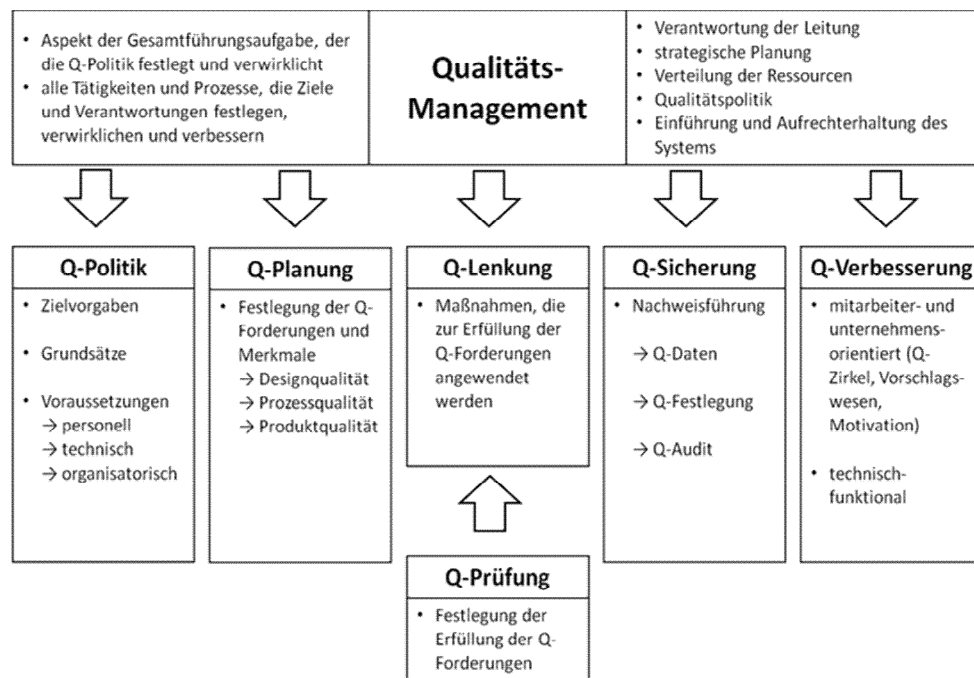 • Aspekt der Gesamtführungsaufgabe, der
die Q-Politik festlegt und verwirklicht
• alle Tätigkeiten und Prozesse, die Ziele
und Verantwortungen festlegen,
verwirklichen und verbessern
Qualitäts-
Management
• Verantwortung der Leitung
• strategische Planung
• Verteilung der Ressourcen
• Qualitätspolitik
• Einführung und Aufrechterhaltung des
Systems
Q-Politik
• Zielvorgaben
• Grundsätze
• Voraussetzungen
→ personell
→ technisch
→ organisatorisch
Q-Planung
• Festlegung der Q-
Forderungen und
Merkmale
→ Designqualität
→ Prozessqualität
→ Produktqualität
Q-Lenkung
• Maßnahmen, die
zur Erfüllung der
Q-Forderungen
angewendet
werden
Q-Prüfung
• Festlegung der
Erfüllung der Q-
Forderungen
Q-Sicherung
Nachweisführung
→ Q-Daten
→ Q-Festlegung
→ Q-Audit
Q-Verbesserung
• mitarbeiter- und
unternehmens-
orientiert (Q-
Zirkel, Vorschlags-
wesen,
Motivation)
• technisch-
funktional